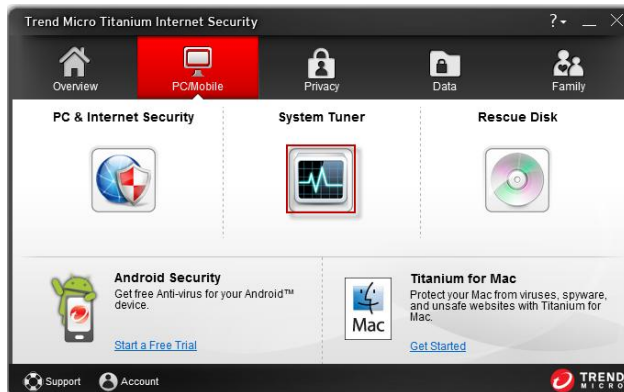 Trend Micro Titanium Internet Security
?
Overview
PC/Mobile
Privacy
Data
Family
PC & Internet Security
System Tuner
Rescue Disk
Android Security
Get free Anti-virus for your Android™
device.
Start a Free Trial
Mac
Titanium for Mac
Protect your Mac from viruses, spyware,
and unsafe websites with Titanium for
Mac.
Get Started
Support
Account
TREND
MICRO